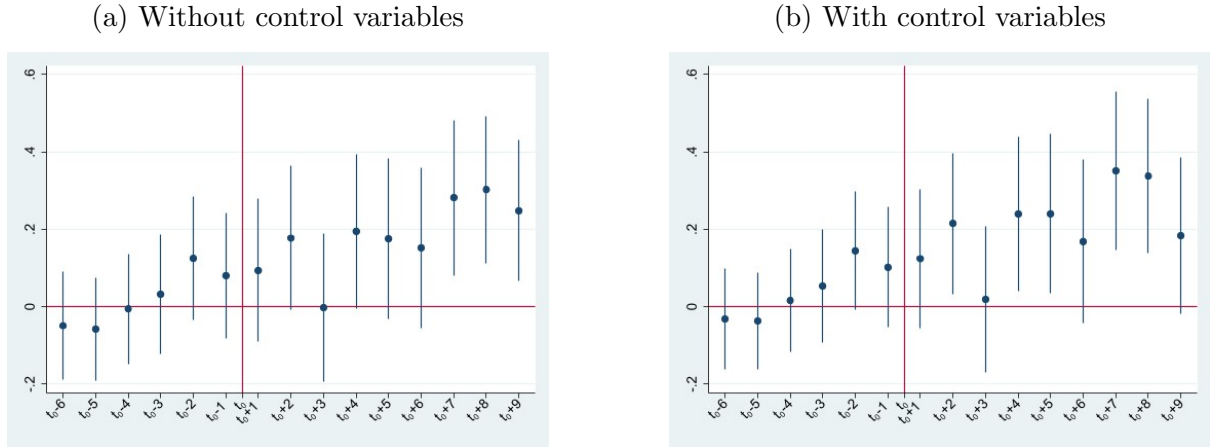 (a) Without control variables
(b) With control variables
.6
.4
.2
0
-.2
t₀-6 t₀-5 t₀-4 t₀-3 t₀-2 t₀-1 t₀ t₀+1 t₀+2 t₀+3 t₀+4 t₀+5 t₀+6 t₀+7 t₀+8 t₀+9
.6
.4
.2
0
-.2
t₀-6 t₀-5 t₀-4 t₀-3 t₀-2 t₀-1 t₀ t₀+1 t₀+2 t₀+3 t₀+4 t₀+5 t₀+6 t₀+7 t₀+8 t₀+9